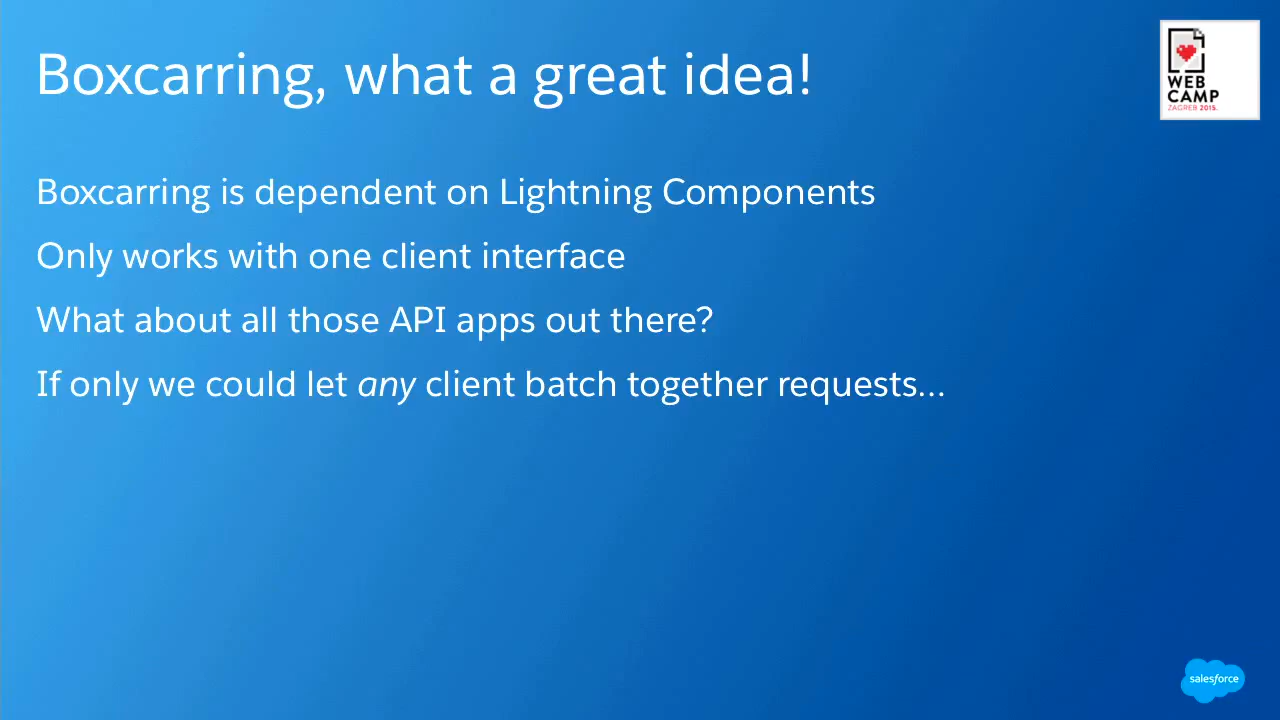 Boxcarring, what a great idea!
WEB
CAMP
ZAGREB 2015.
Boxcarring is dependent on Lightning Components
Only works with one client interface
What about all those API apps out there?
If only we could let any client batch together requests...
salesforce